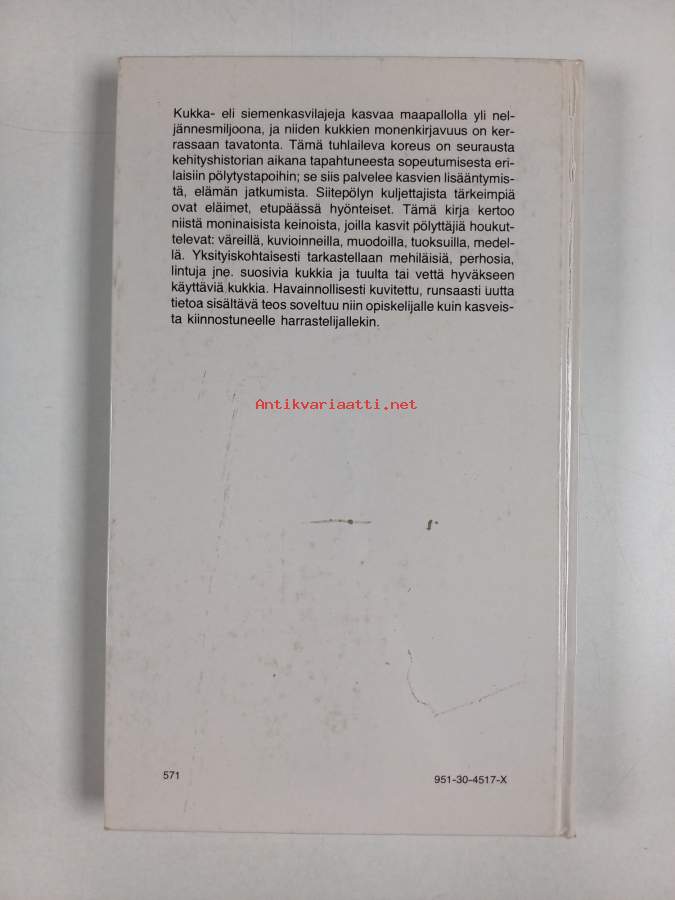 Kukka- eli siemenkasvilajeja kasvaa maapallolla yli nel-
jännesmiljoona, ja niiden kukkien monenkirjavuus on ker-
rassaan tavatonta. Tämä tuhlaileva koreus on seurausta
kehityshistorian aikana tapahtuneesta sopeutumisesta eri-
laisiin pölytystapoihin; se siis palvelee kasvien lisääntymis-
tä, elämän jatkumista. Siitepölyn kuljettajista tärkeimpiä
ovat eläimet, etupäässä hyönteiset. Tämä kirja kertoo
niistä moninaisista keinoista, joilla kasvit pölyttäjiä houkut-
televat: väreillä, kuvioinneilla, muodoilla, tuoksuilla, medel-
lä. Yksityiskohtaisesti tarkastellaan mehiläisiä, perhosia,
lintuja jne. suosivia kukkia ja tuulta tai vettä hyväkseen
käyttäviä kukkia. Havainnollisesti kuvitettu, runsaasti uutta
tietoa sisältävä teos soveltuu niin opiskelijalle kuin kasveis-
ta kiinnostuneelle harrastelijallekin.
Antikvariaatti.net
571
951-30-4517-X